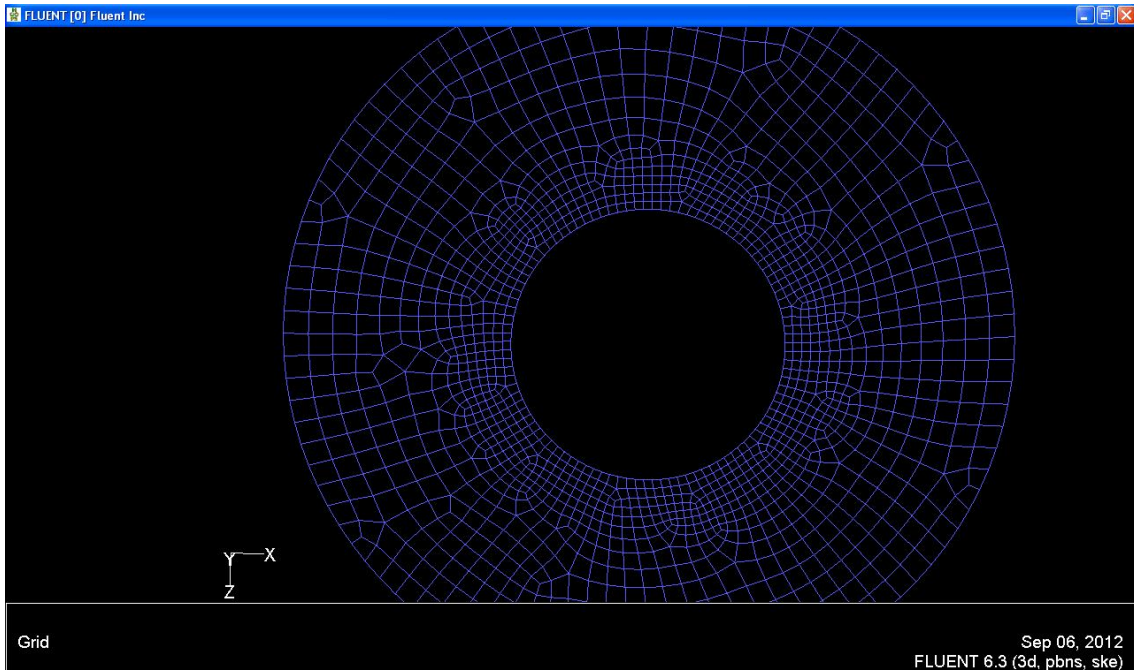 FLUENT [0] Fluent Inc
Y
X
Z
Grid
Sep 06, 2012
FLUENT 6.3 (3d, pbns, ske)